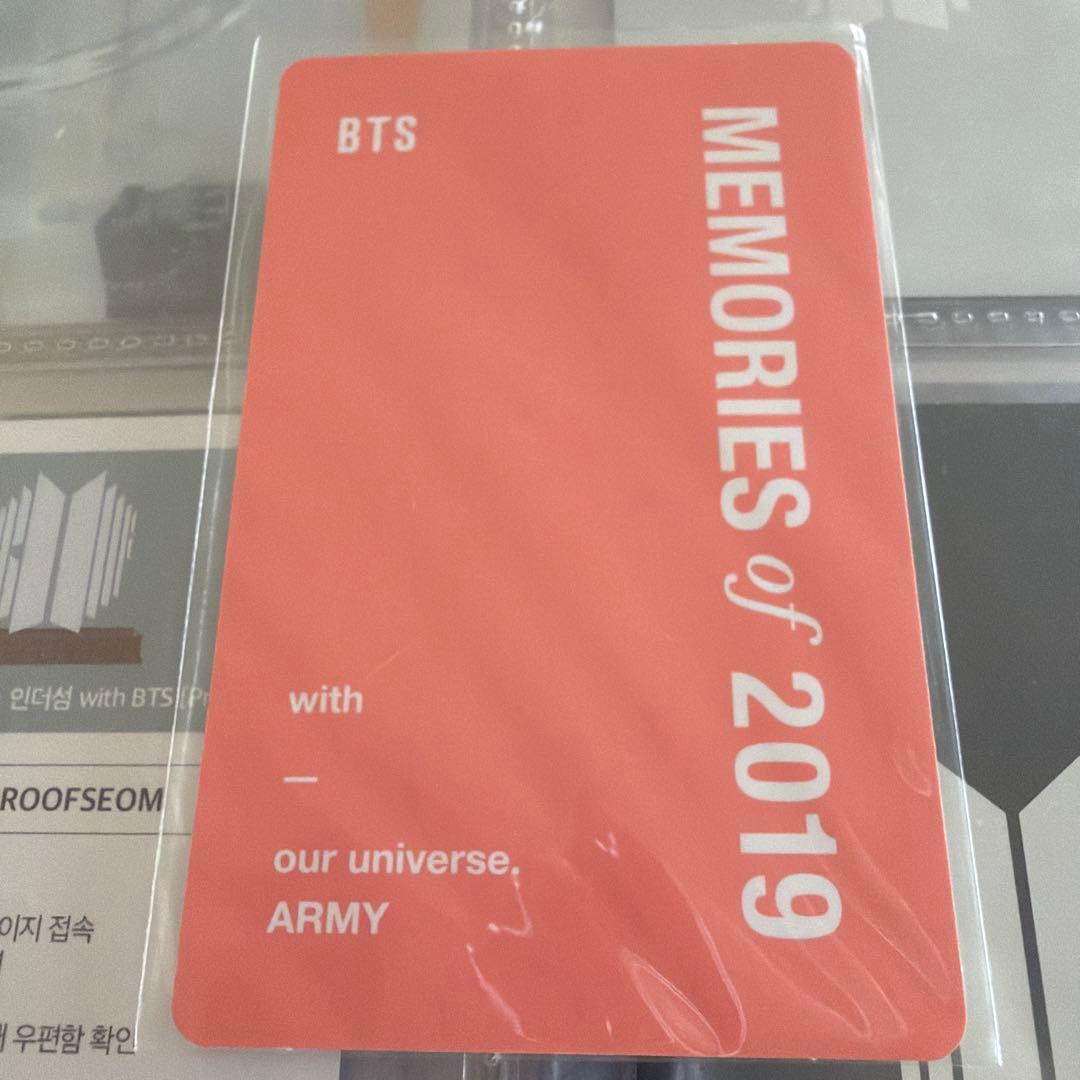 BTS
MEMORIES of 2019
with
—
our universe.
ARMY
인더섬 with BTS
ROOFSEOM
이지 접속
우편함 확인